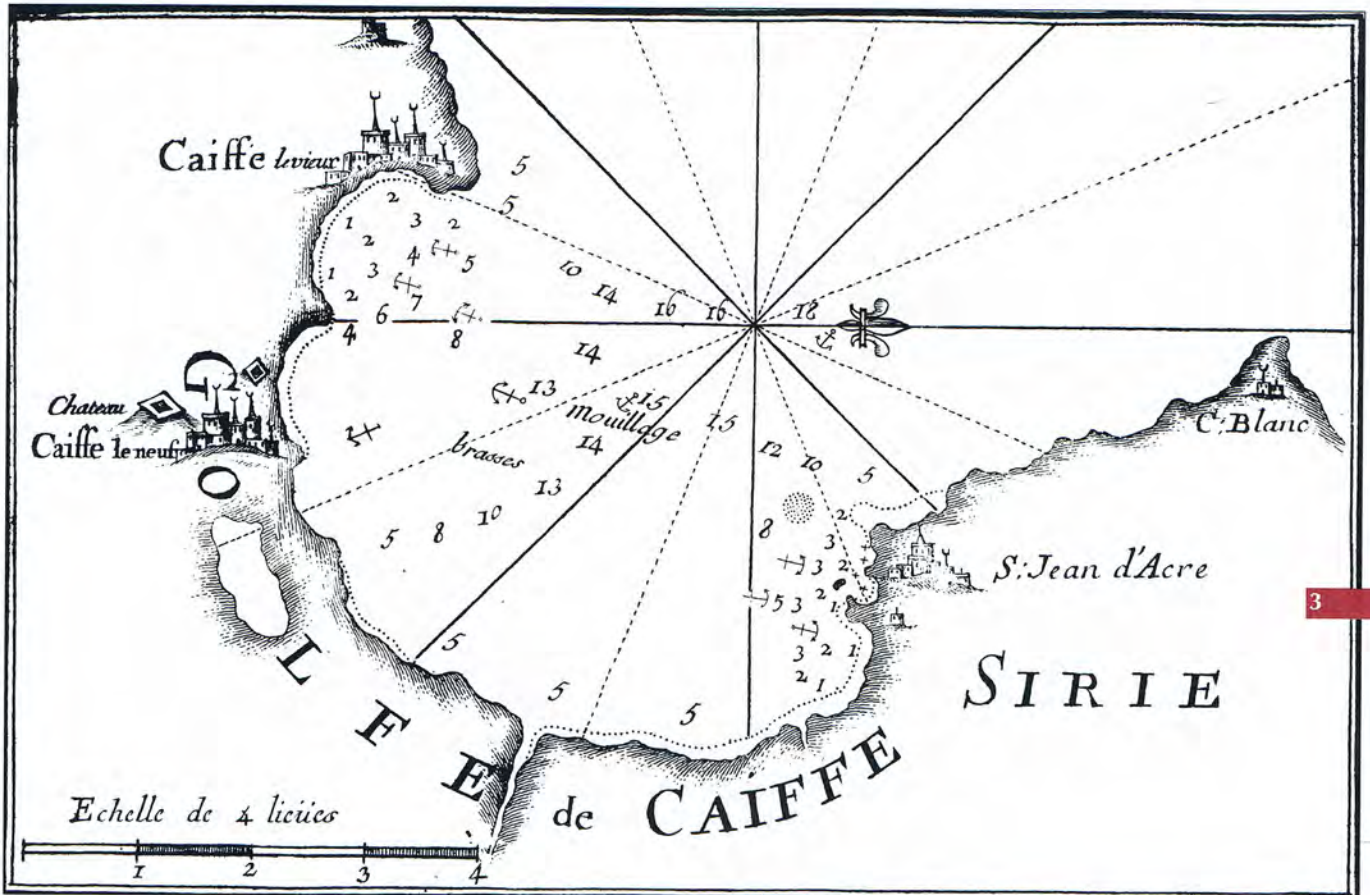 Caiffe le vieux
5
5
2
1 3 2
2
4 5
1 3
7
2 6
4 8
10
14
16 16 18
14
13
15
Mouillage
14
15
brasses
13
10
8
5
12
10
5
2
8
3
3 2
5 3 2 1
3 2 1
2 1
5
5
5
Chateau
Caiffe le neuf
C. Blanc
S. Jean d'Acre
SIRIE
GOLFE de CAIFFE
Echelle de 4 lieües
1 2 3 4
3